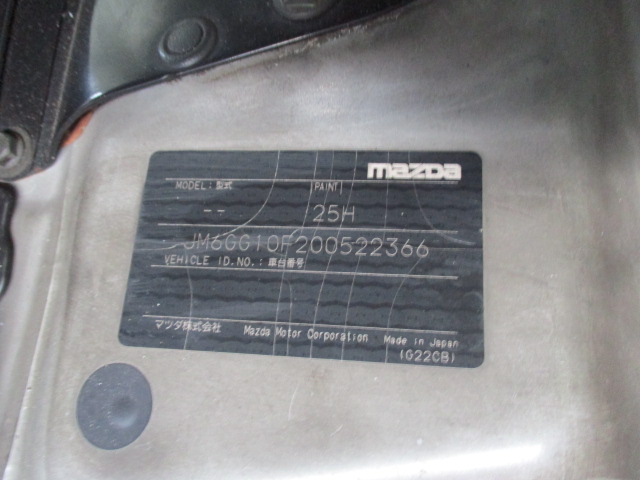 mazda
MODEL:型式 (PAINT)
-- 25H
JM6GG10F200522366
VEHICLE ID.NO.:車台番号
マツダ株式会社 Mazda Motor Corporation Made in Japan
(G22CB)